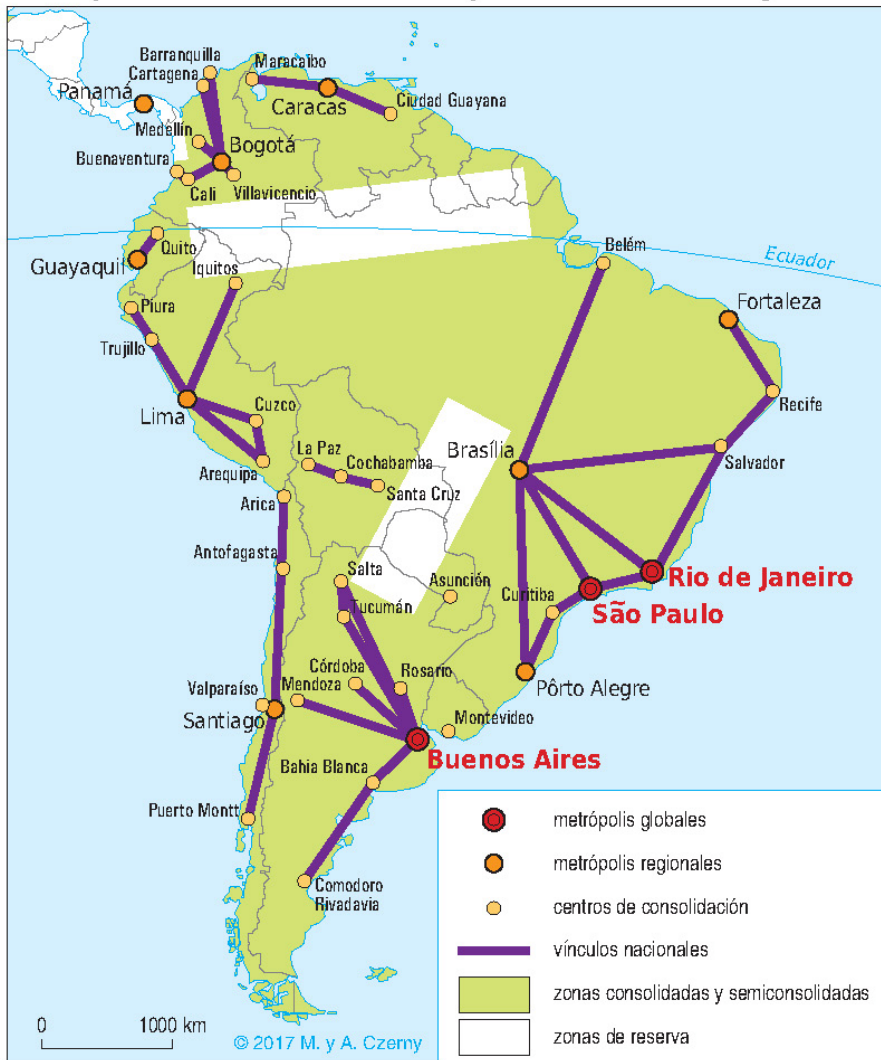 Barranquilla
Cartagena
Maracaibo
Panamá
Caracas
Ciudad Guayana
Medellín
Bogotá
Buenaventura
Cali
Villavicencio
Quito
Guayaquil
Iquitos
Belém
Ecuador
Piura
Fortaleza
Trujillo
Lima
Cuzco
Recife
La Paz
Brasília
Arequipa
Cochabamba
Salvador
Santa Cruz
Arica
Antofagasta
Salta
Asunción
Rio de Janeiro
Curitiba
São Paulo
Tucumán
Córdoba
Rosario
Mendoza
Pôrto Alegre
Valparaíso
Santiago
Montevideo
Buenos Aires
Bahia Blanca
Puerto Montt
Comodoro
Rivadavia
metrópolis globales
metrópolis regionales
centros de consolidación
vínculos nacionales
zonas consolidadas y semiconsolidadas
zonas de reserva
0 1000 km
© 2017 M. y A. Czerny